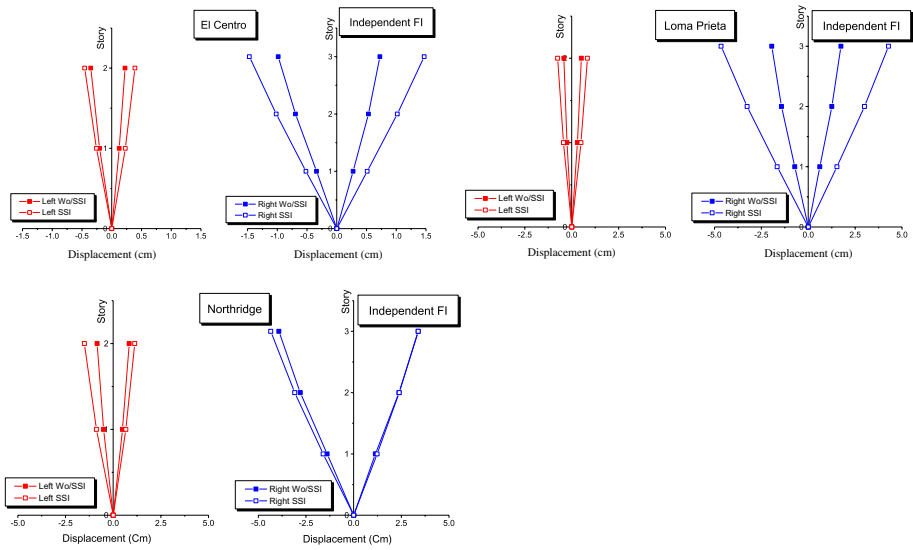 El Centro
Independent FI
Story
3
2
2
1
1
Left Wo/SSI
Left SSI
Right Wo/SSI
Right SSI
0
0
-1.5 -1.0 -0.5 0.0 0.5 1.0 1.5
-1.5 -1.0 -0.5 0.0 0.5 1.0 1.5
Displacement (cm)
Displacement (cm)
Story
Loma Prieta
Independent FI
Story
3
2
1
Left Wo/SSI
Left SSI
Right Wo/SSI
Right SSI
0
0
-5.0 -2.5 0.0 2.5 5.0
-5.0 -2.5 0.0 2.5 5.0
Displacement (cm)
Displacement (cm)
Story
Northridge
Story
Independent FI
3
2
2
1
1
Left Wo/SSI
Left SSI
Right Wo/SSI
Right SSI
0
0
-5.0 -2.5 0.0 2.5 5.0
-5.0 -2.5 0.0 2.5 5.0
Displacement (Cm)
Displacement (Cm)